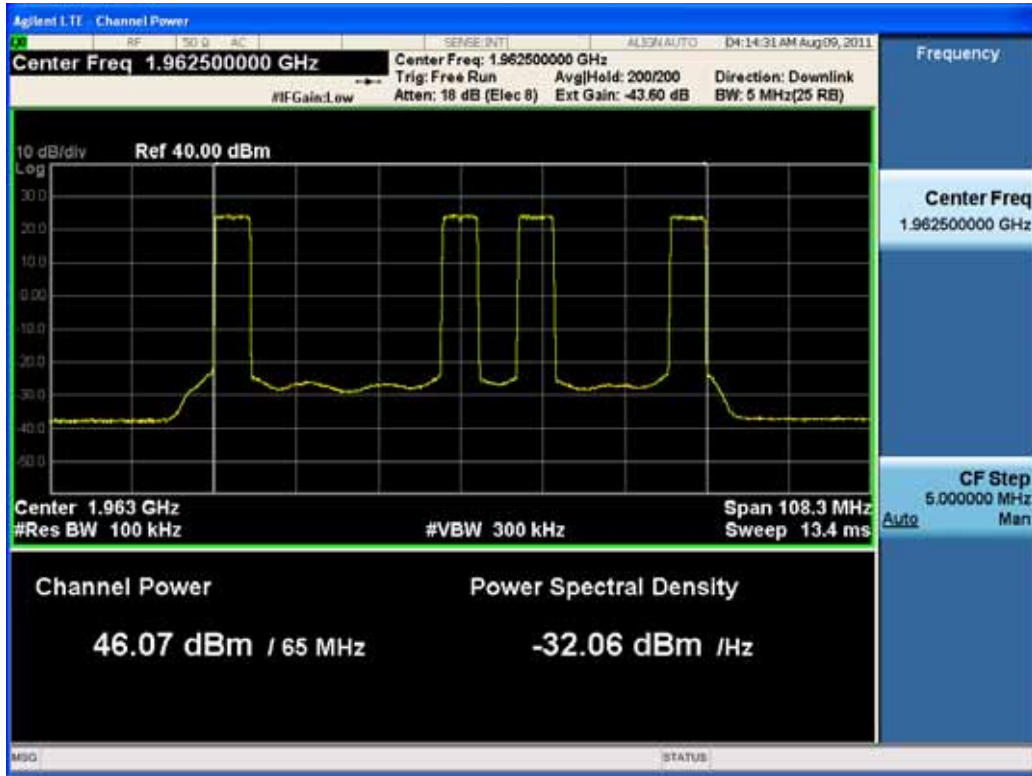 Agilent LTE - Channel Power
RF 50 Ω AC SENSE:INT ALIGN AUTO 04:14:31 AM Aug 09, 2011
Center Freq 1.962500000 GHz
Center Freq: 1.962500000 GHz
Trig: Free Run Avg|Hold: 200/200 Direction: Downlink
#IFGain:Low Atten: 18 dB (Elec 8) Ext Gain: -43.60 dB BW: 5 MHz(25 RB)
10 dB/div Ref 40.00 dBm
Log
30.0
20.0
10.0
0.00
-10.0
-20.0
-30.0
-40.0
-50.0
Center 1.963 GHz Span 108.3 MHz
#Res BW 100 kHz #VBW 300 kHz Sweep 13.4 ms
Channel Power Power Spectral Density
46.07 dBm / 65 MHz -32.06 dBm /Hz
MSG STATUS
Frequency
Center Freq
1.962500000 GHz
CF Step
5.000000 MHz
Auto Man